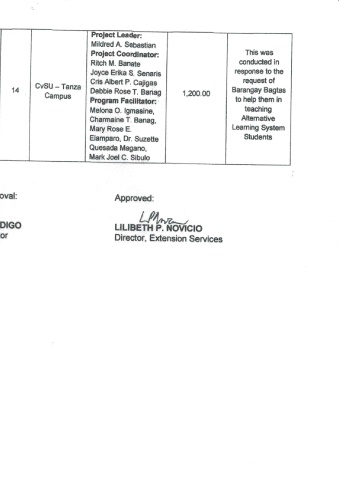 Project Leader:
Mildred A. Sebastian
Project Coordinator:
Ritch M. Banate
Joyce Erika S. Senaris
Cris Albert P. Cajigas
Debbie Rose T. Banag
Program Facilitator:
Melona O. Igmasine,
Charmaine T. Banag,
Mary Rose E.
Elamparo, Dr. Suzette
Quesada Magano,
Mark Joel C. Sibulo
14
CvSU – Tanza
Campus
1,200.00
This was
conducted in
response to the
request of
Barangay Bagtas
to help them in
teaching
Alternative
Learning System
Students
oval:
DIGO
or
Approved:
LILIBETH P. NOVICIO
Director, Extension Services